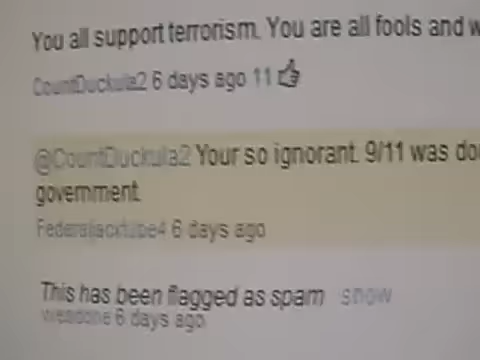 You all support terrorism. You are all fools and
CountDuckula2 6 days ago 11
@CountDuckula2 Your so ignorant. 9/11 was
government.
Federaljacktube4 6 days ago
This has been flagged as spam show
6 days ago